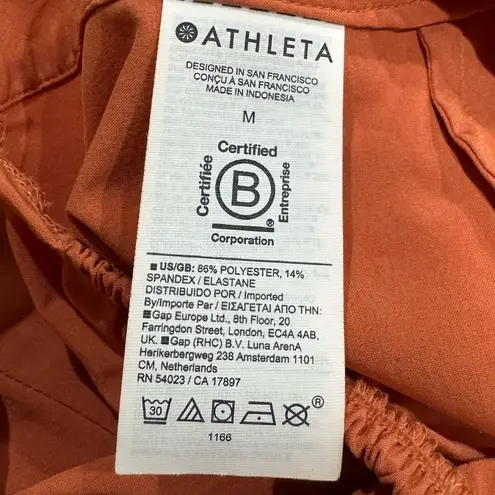 ATHLETA
DESIGNED IN SAN FRANCISCO
CONÇU À SAN FRANCISCO
MADE IN INDONESIA
M
Certified
Certifiée
B
Entreprise
Corporation
■ US/GB: 86% POLYESTER, 14%
SPANDEX / ELASTANE
DISTRIBUIDO POR / Imported
By/Importe Par / ΕΙΣΑΓΕΤΑΙ ΑΠΟ ΤΗΝ:
■ Gap Europe Ltd., 8th Floor, 20
Farringdon Street, London, EC4A 4AB,
UK. ■ Gap (RHC) B.V. Luna ArenA
Herikerbergweg 238 Amsterdam 1101
CM, Netherlands
RN 54023 / CA 17897
30 ®
1166